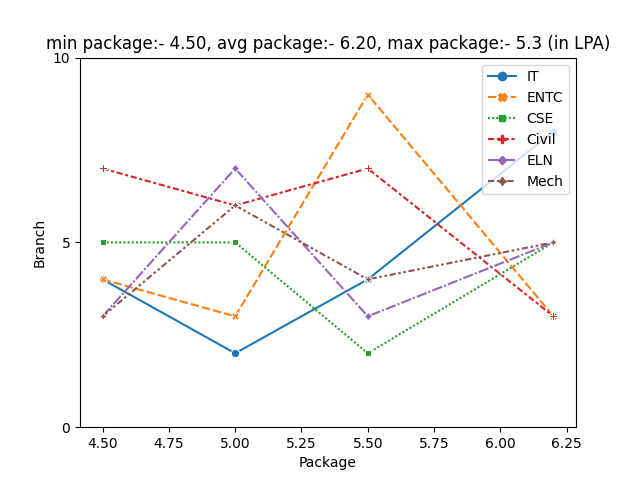 min package:- 4.50, avg package:- 6.20, max package:- 5.3 (in LPA)
10
5
0
Branch
IT
ENTC
CSE
Civil
ELN
Mech
4.50 4.75 5.00 5.25 5.50 5.75 6.00 6.25
Package